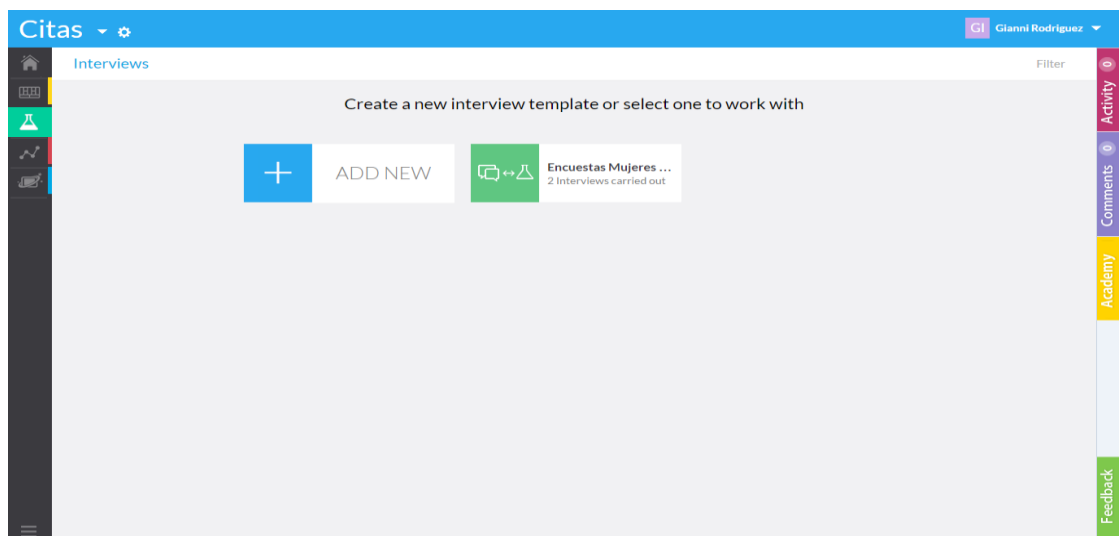 Citas
GI Gianni Rodriguez
Interviews
Filter
Create a new interview template or select one to work with
ADD NEW
Encuestas Mujeres ...
2 Interviews carried out
Activity 0
Comments 0
Academy
Feedback